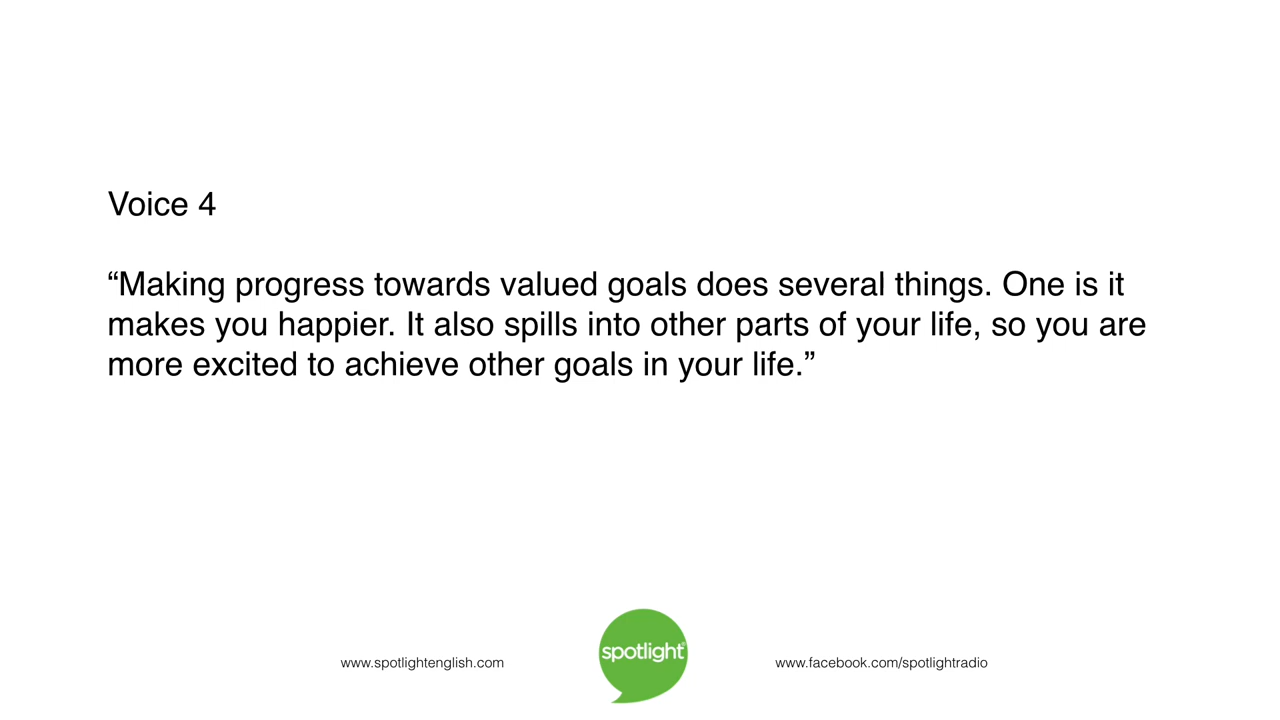 Voice 4
“Making progress towards valued goals does several things. One is it
makes you happier. It also spills into other parts of your life, so you are
more excited to achieve other goals in your life.”
www.spotlightenglish.com
spotlight®
www.facebook.com/spotlightradio